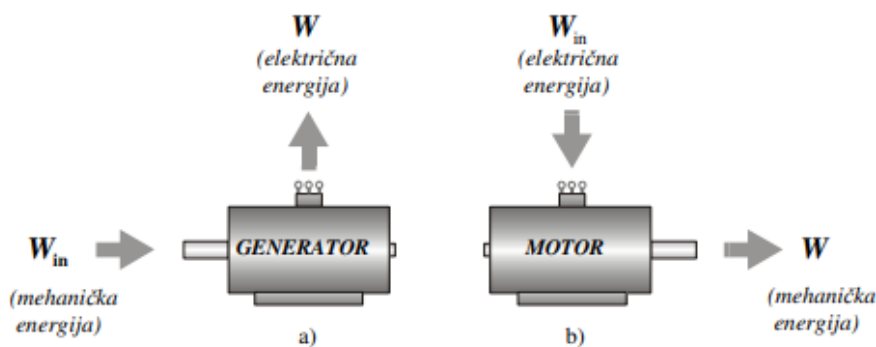 W
(električna
energija)
W in
(električna
energija)
W in
(mehanička
energija)
GENERATOR
a)
MOTOR
b)
W
(mehanička
energija)